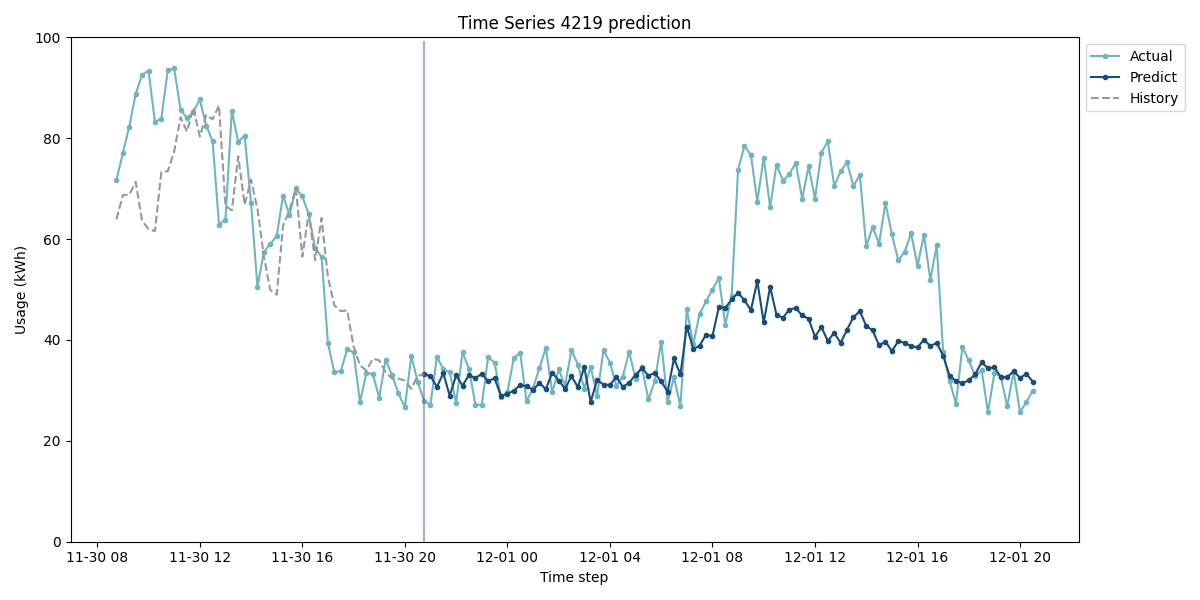 Time Series 4219 prediction
Usage (kWh)
100
80
60
40
20
0
11-30 08
11-30 12
11-30 16
11-30 20
12-01 00
12-01 04
12-01 08
12-01 12
12-01 16
12-01 20
Time step
Actual
Predict
History